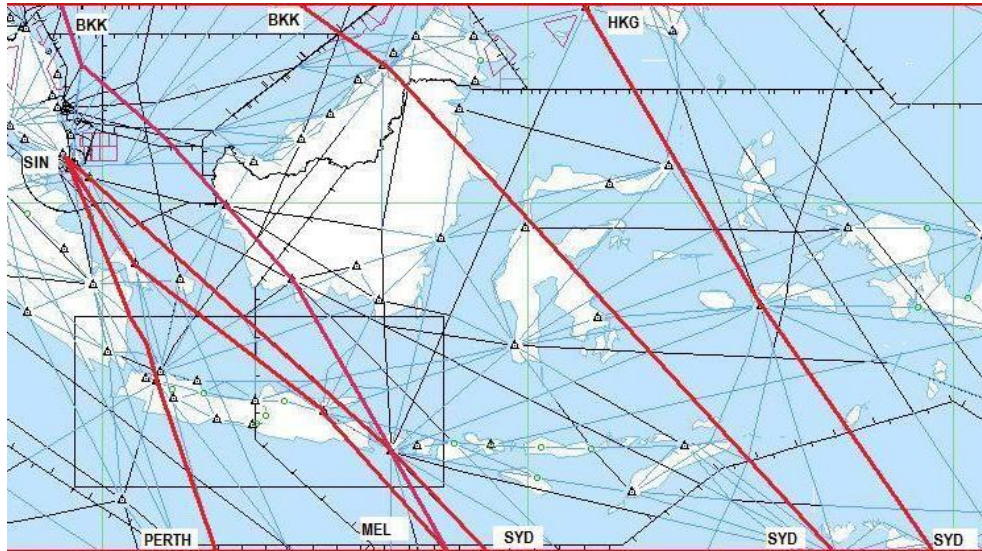 BKK
BKK
HKG
SIN
PERTH
MEL
SYD
SYD
SYD